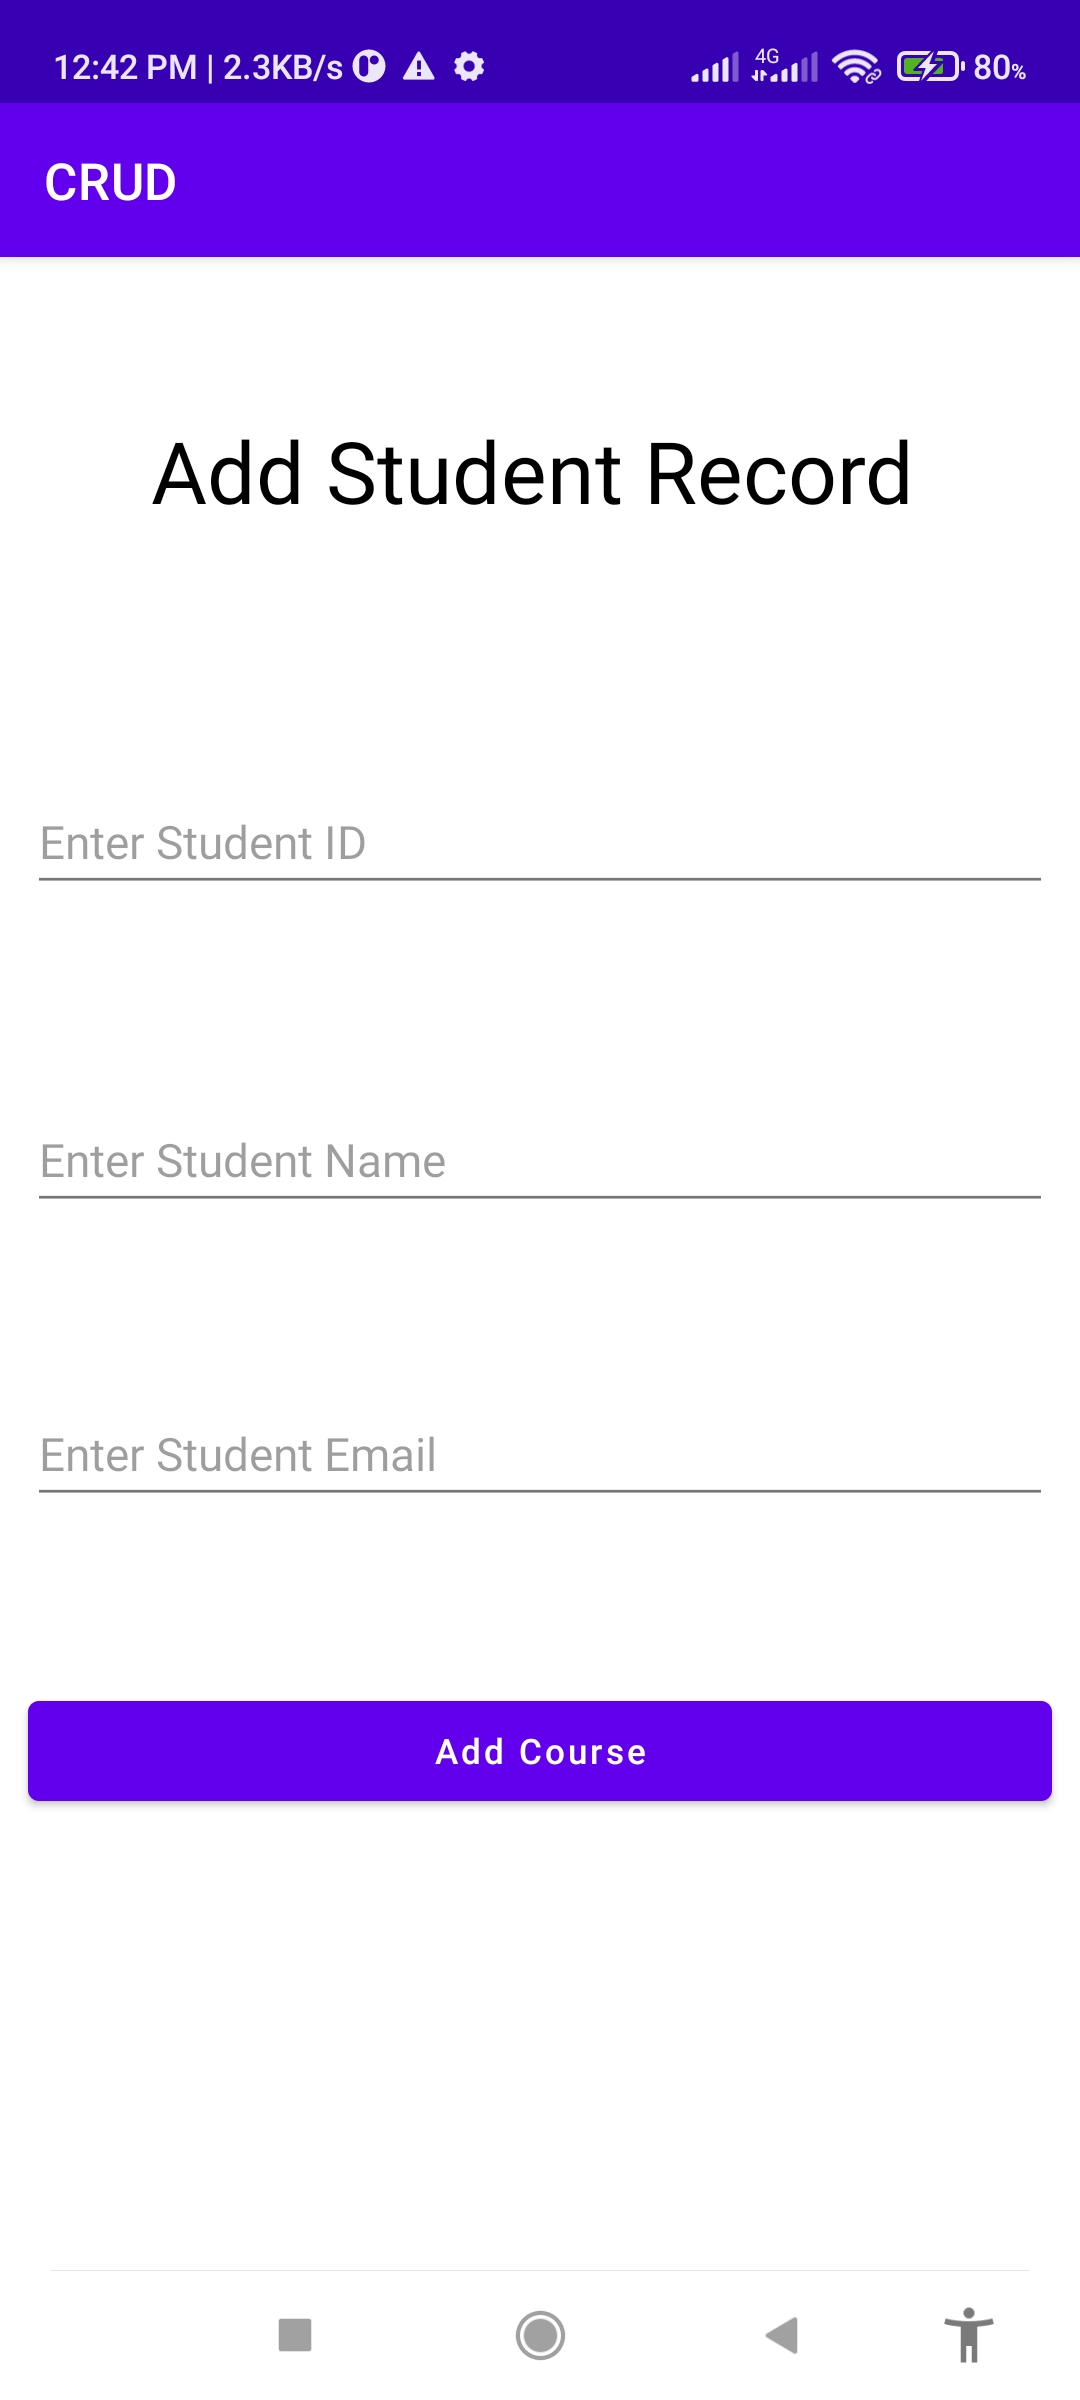 12:42 PM | 2.3KB/s 4G 80%
CRUD
Add Student Record
Enter Student ID
Enter Student Name
Enter Student Email
Add Course